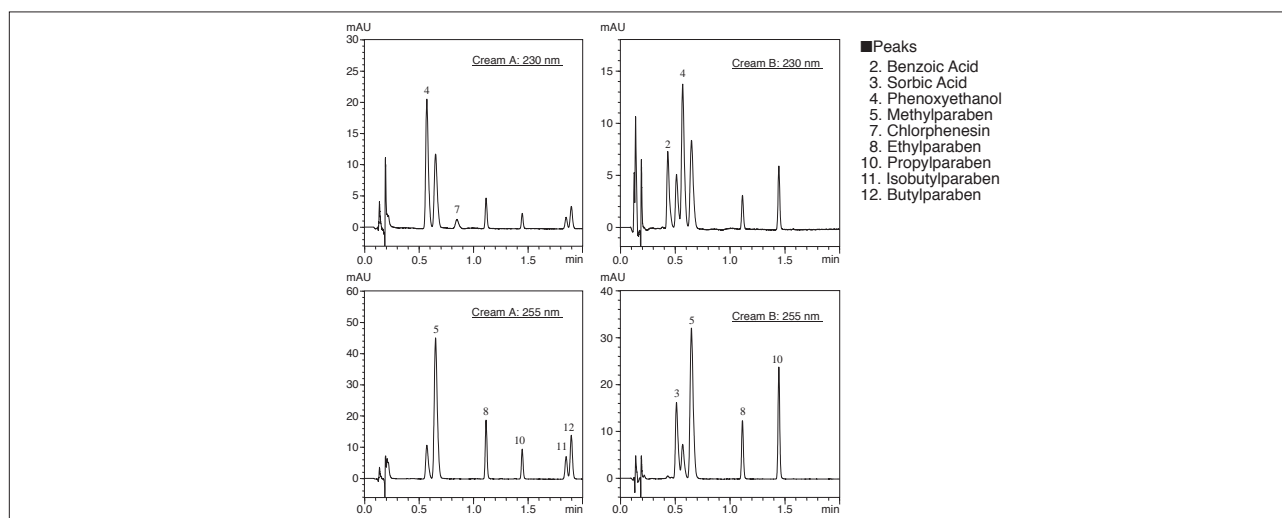 mAU
30
25
20
15
10
5
0
0.0 0.5 1.0 1.5 min
Cream A: 230 nm
4
7
mAU
15
10
5
0
0.0 0.5 1.0 1.5 min
Cream B: 230 nm
2
4
■Peaks
2. Benzoic Acid
3. Sorbic Acid
4. Phenoxyethanol
5. Methylparaben
7. Chlorphenesin
8. Ethylparaben
10. Propylparaben
11. Isobutylparaben
12. Butylparaben
mAU
60
50
40
30
20
10
0
0.0 0.5 1.0 1.5 min
Cream A: 255 nm
5
8
10
11
12
mAU
40
30
20
10
0
0.0 0.5 1.0 1.5 min
Cream B: 255 nm
3
5
8
10